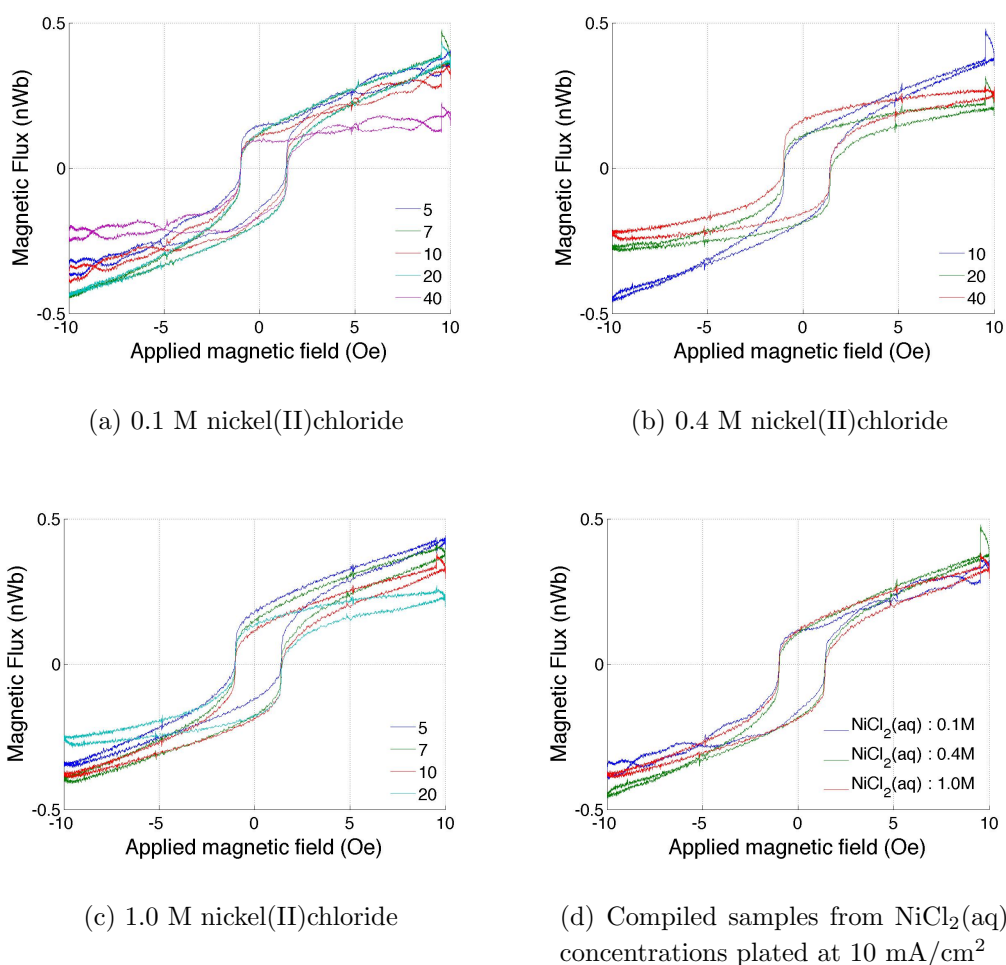 0.5
0
-0.5
Magnetic Flux (nWb)
-10 -5 0 5 10
Applied magnetic field (Oe)
5
7
10
20
40
(a) 0.1 M nickel(II)chloride
0.5
0
-0.5
Magnetic Flux (nWb)
-10 -5 0 5 10
Applied magnetic field (Oe)
10
20
40
(b) 0.4 M nickel(II)chloride
0.5
0
-0.5
Magnetic Flux (nWb)
-10 -5 0 5 10
Applied magnetic field (Oe)
5
7
10
20
(c) 1.0 M nickel(II)chloride
0.5
0
-0.5
Magnetic Flux (nWb)
-10 -5 0 5 10
Applied magnetic field (Oe)
NiCl₂(aq) : 0.1M
NiCl₂(aq) : 0.4M
NiCl₂(aq) : 1.0M
(d) Compiled samples from NiCl₂(aq)
concentrations plated at 10 mA/cm²